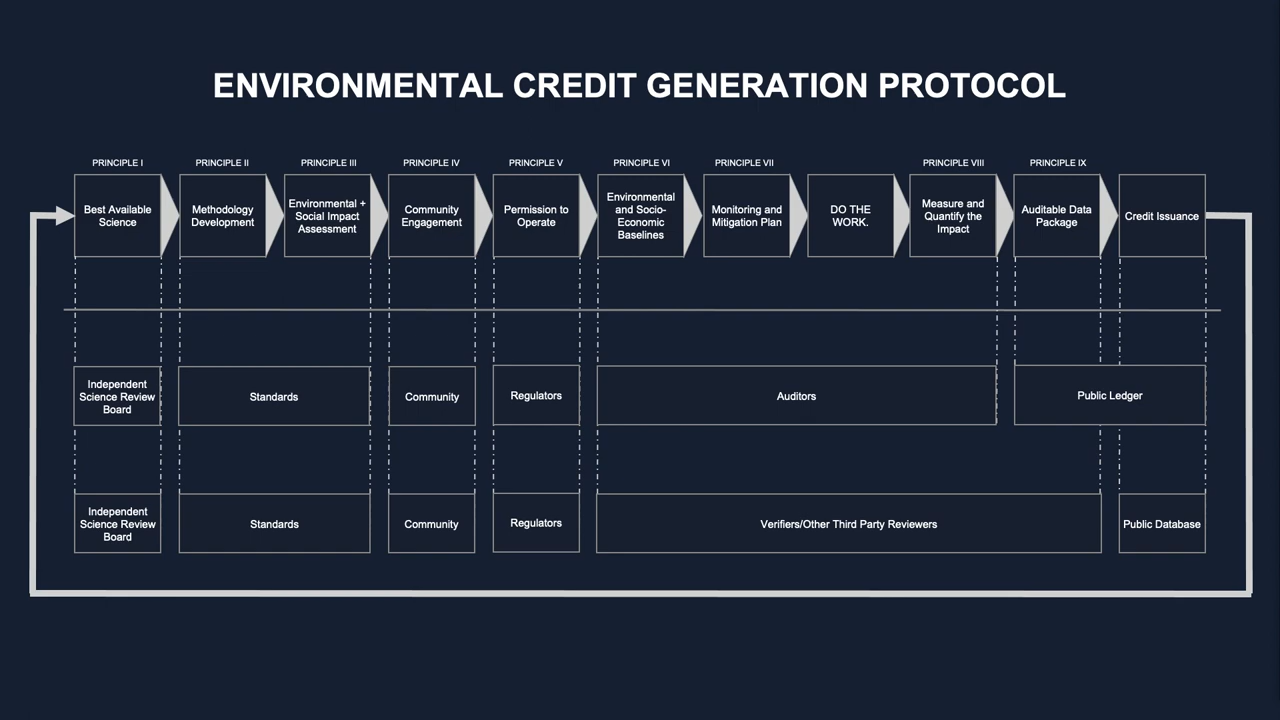 ENVIRONMENTAL CREDIT GENERATION PROTOCOL
PRINCIPLE I
PRINCIPLE II
PRINCIPLE III
PRINCIPLE IV
PRINCIPLE V
PRINCIPLE VI
PRINCIPLE VII
PRINCIPLE VIII
PRINCIPLE IX
Best Available
Science
Methodology
Development
Environmental +
Social Impact
Assessment
Community
Engagement
Permission to
Operate
Environmental
and Socio-
Economic
Baselines
Monitoring and
Mitigation Plan
DO THE
WORK.
Measure and
Quantify the
Impact
Auditable Data
Package
Credit Issuance
Independent
Science Review
Board
Standards
Community
Regulators
Auditors
Public Ledger
Independent
Science Review
Board
Standards
Community
Regulators
Verifiers/Other Third Party Reviewers
Public Database